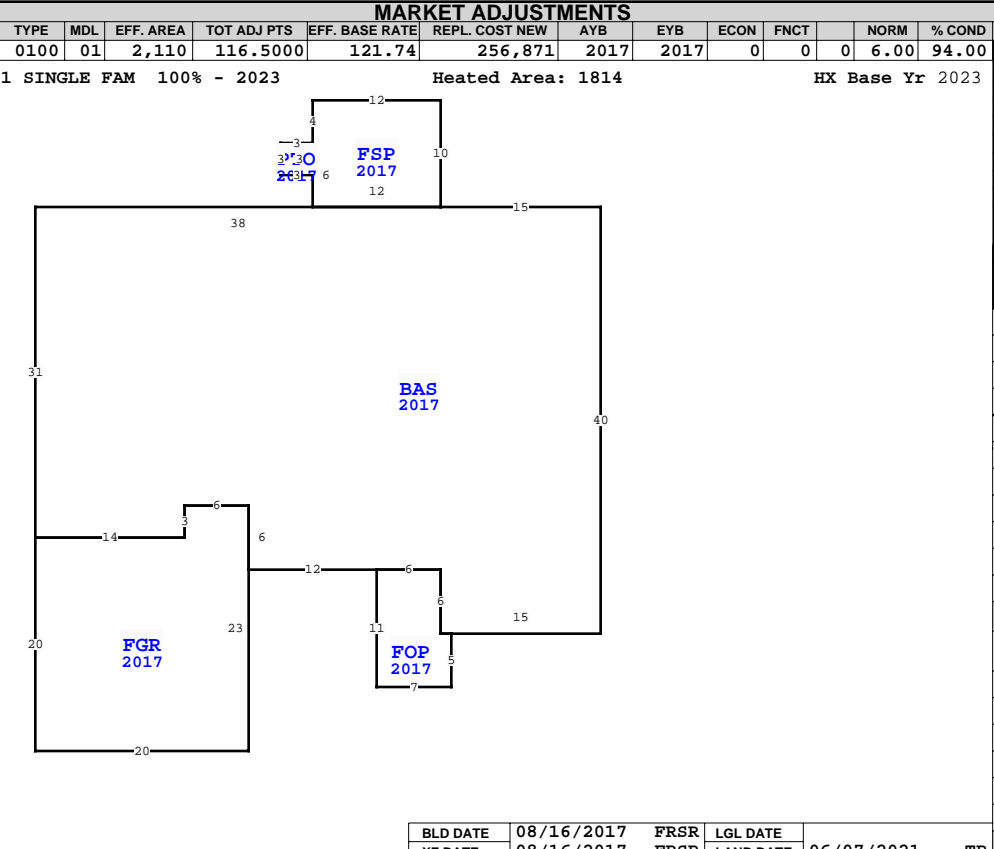 MARKET ADJUSTMENTS
TYPE MDL EFF. AREA TOT ADJ PTS EFF. BASE RATE REPL. COST NEW AYB EYB ECON FNCT NORM % COND
0100 01 2,110 116.5000 121.74 256,871 2017 2017 0 0 0 6.00 94.00
1 SINGLE FAM 100% - 2023 Heated Area: 1814 HX Base Yr 2023
12
4
3
FSP
10
3 3 O
2017
3 6
2017
12
15
38
31
BAS
2017
40
6
3
14
6
12
6
6
15
23
11
20
FGR
2017
FOP
2017
5
7
20
BLD DATE 08/16/2017 FRSR LGL DATE